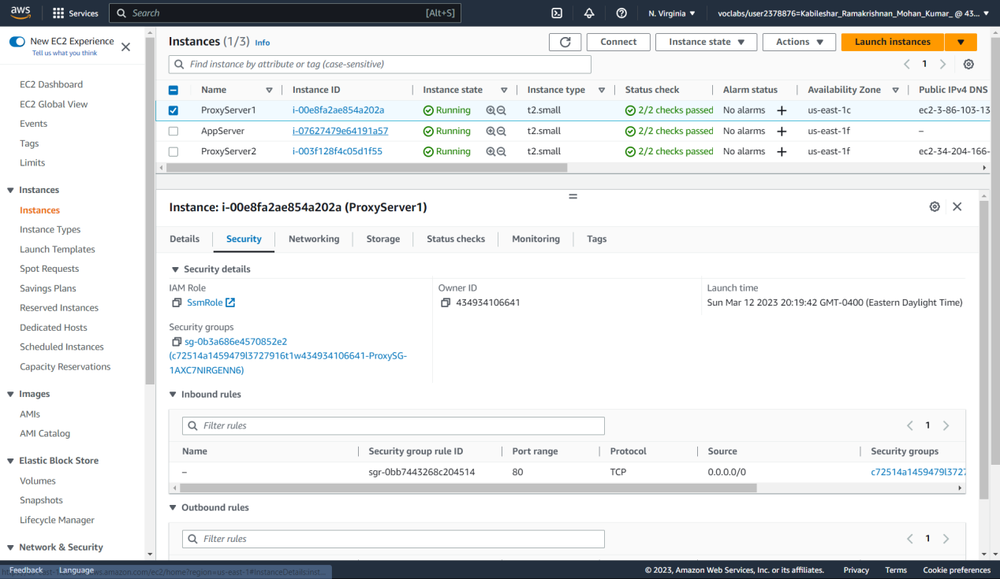 aws
Services
Search
[Alt+S]
N. Virginia
voclabs/user2378876=Kabileshar_Ramakrishnan_Mohan_Kumar_ @ 43...
New EC2 Experience
Tell us what you think
EC2 Dashboard
EC2 Global View
Events
Tags
Limits
Instances
Instances
Instance Types
Launch Templates
Spot Requests
Savings Plans
Reserved Instances
Dedicated Hosts
Scheduled Instances
Capacity Reservations
Images
AMIs
AMI Catalog
Elastic Block Store
Volumes
Snapshots
Lifecycle Manager
Network & Security
Instances (1/3) Info
Connect
Instance state
Actions
Launch instances
Find instance by attribute or tag (case-sensitive)
1
Name Instance ID Instance state Instance type Status check Alarm status Availability Zone Public IPv4 DNS
ProxyServer1 i-00e8fa2ae854a202a Running t2.small 2/2 checks passed No alarms + us-east-1c ec2-3-86-103-13
AppServer i-07627479e64191a57 Running t2.small 2/2 checks passed No alarms + us-east-1f –
ProxyServer2 i-003f128f4c05d1f55 Running t2.small 2/2 checks passed No alarms + us-east-1f ec2-34-204-166-
Instance: i-00e8fa2ae854a202a (ProxyServer1)
Details Security Networking Storage Status checks Monitoring Tags
Security details
IAM Role
SsmRole
Owner ID
434934106641
Launch time
Sun Mar 12 2023 20:19:42 GMT-0400 (Eastern Daylight Time)
Security groups
sg-0b3a686e4570852e2
(c72514a1459479l3727916t1w434934106641-ProxySG-
1AXC7NIRGENN6)
Inbound rules
Filter rules
1
Name Security group rule ID Port range Protocol Source Security groups
– sgr-0bb7443268c204514 80 TCP 0.0.0.0/0 c72514a1459479l3727
Outbound rules
Filter rules
1
Feedback Language
© 2023, Amazon Web Services, Inc. or its affiliates. Privacy Terms Cookie preferences